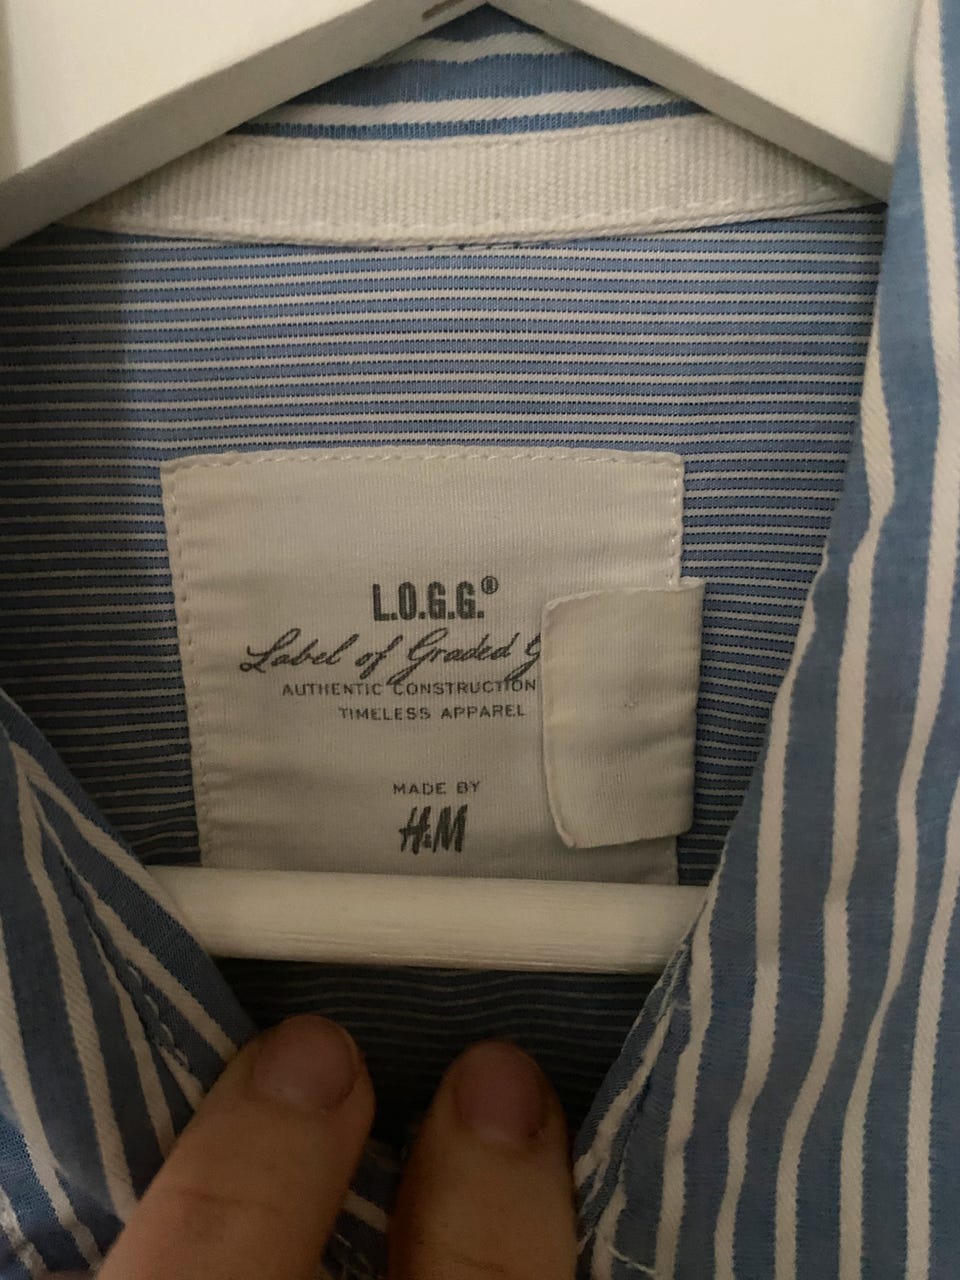 L.O.G.G.®
Label of Graded
AUTHENTIC CONSTRUCTION
TIMELESS APPAREL
MADE BY
H&M